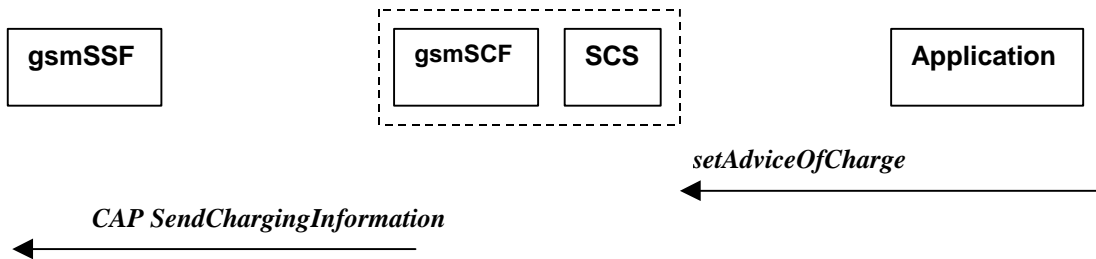 gsmSSF
gsmSCF
SCS
Application
setAdviceOfCharge
CAP SendChargingInformation